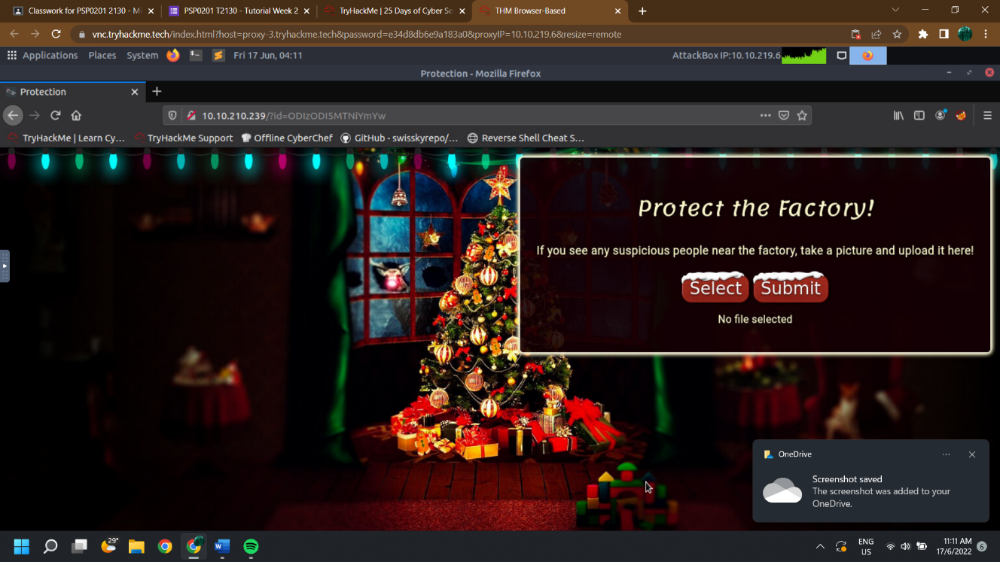 Classwork for PSP0201 2130 - Mi
PSP0201 T2130 - Tutorial Week 2
TryHackMe | 25 Days of Cyber Se
THM Browser-Based
vnc.tryhackme.tech/index.html?host=proxy-3.tryhackme.tech&password=e34d8db6e9a183a0&proxyIP=10.10.219.6&resize=remote
Applications Places System Fri 17 Jun, 04:11 AttackBox IP:10.10.219.6
Protection - Mozilla Firefox
Protection
10.10.210.239/?id=ODIzODI5MTNiYmYw
TryHackMe | Learn Cy... TryHackMe Support Offline CyberChef GitHub - swisskyrepo/... Reverse Shell Cheat S...
Protect the Factory!
If you see any suspicious people near the factory, take a picture and upload it here!
Select Submit
No file selected
OneDrive
Screenshot saved
The screenshot was added to your
OneDrive.
29°
ENG
US
11:11 AM
17/6/2022
6